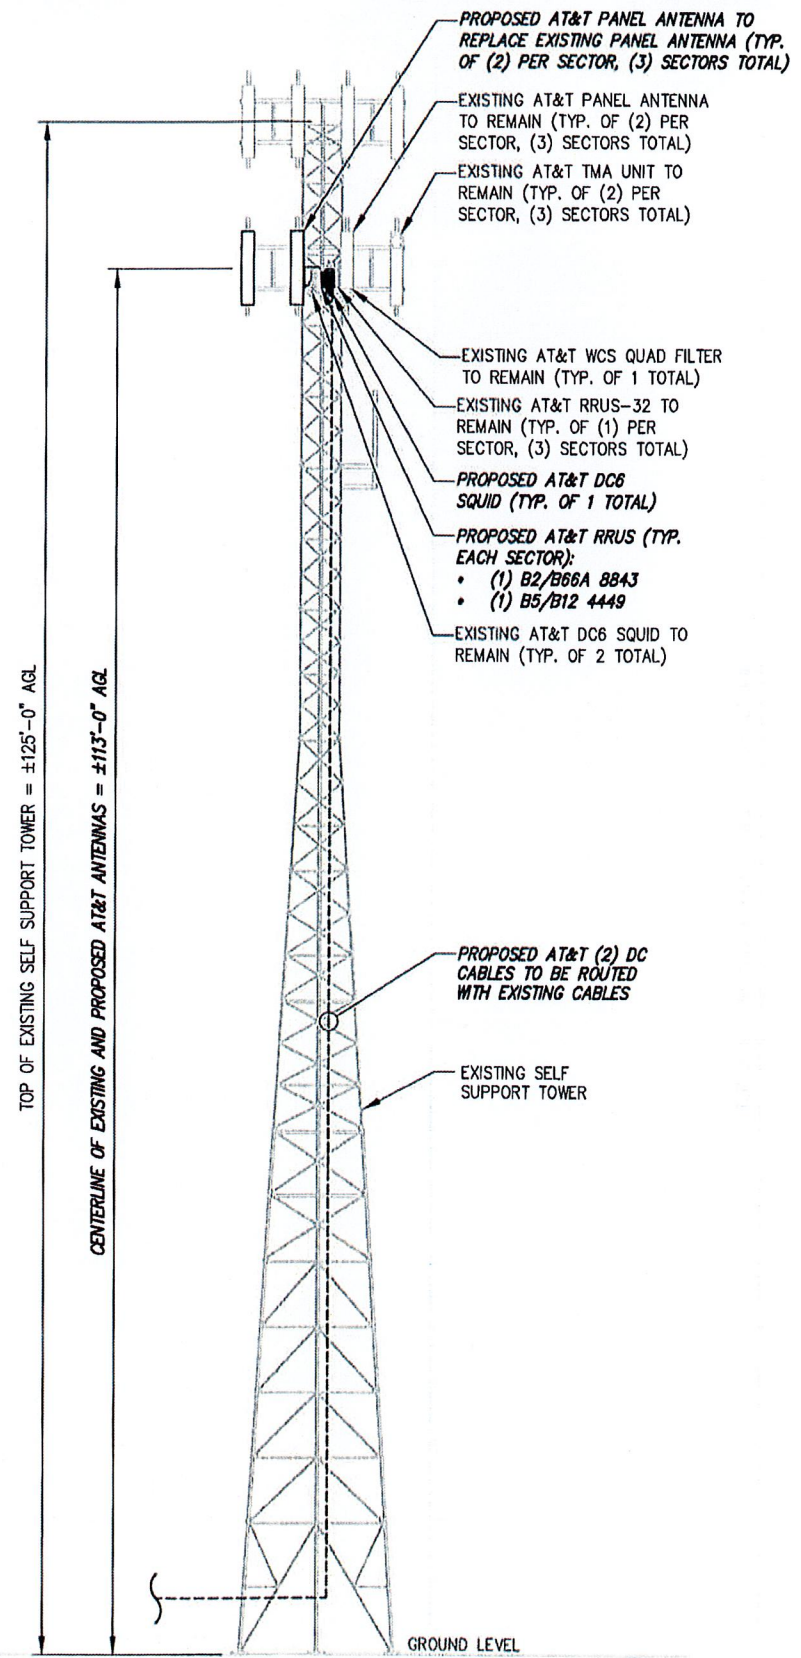 PROPOSED AT&T PANEL ANTENNA TO
REPLACE EXISTING PANEL ANTENNA (TYP.
OF (2) PER SECTOR, (3) SECTORS TOTAL)
EXISTING AT&T PANEL ANTENNA
TO REMAIN (TYP. OF (2) PER
SECTOR, (3) SECTORS TOTAL)
EXISTING AT&T TMA UNIT TO
REMAIN (TYP. OF (2) PER
SECTOR, (3) SECTORS TOTAL)
EXISTING AT&T WCS QUAD FILTER
TO REMAIN (TYP. OF 1 TOTAL)
EXISTING AT&T RRUS-32 TO
REMAIN (TYP. OF (1) PER
SECTOR, (3) SECTORS TOTAL)
PROPOSED AT&T DC6
SQUID (TYP. OF 1 TOTAL)
PROPOSED AT&T RRUS (TYP.
EACH SECTOR):
• (1) B2/B66A 8843
• (1) B5/B12 4449
EXISTING AT&T DC6 SQUID TO
REMAIN (TYP. OF 2 TOTAL)
TOP OF EXISTING SELF SUPPORT TOWER = ±125'-0" AGL
CENTERLINE OF EXISTING AND PROPOSED AT&T ANTENNAS = ±113'-0" AGL
PROPOSED AT&T (2) DC
CABLES TO BE ROUTED
WITH EXISTING CABLES
EXISTING SELF
SUPPORT TOWER
GROUND LEVEL